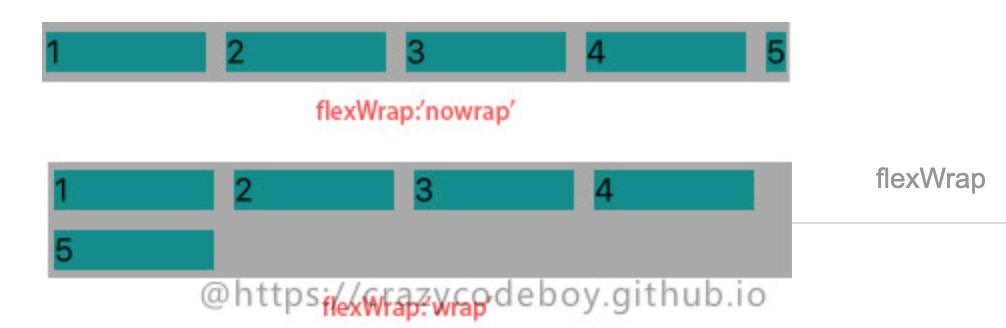 1 2 3 4 5
flexWrap:'nowrap'
1 2 3 4
5
flexWrap
@https://crazycodeboy.github.io
flexWrap:'wrap'